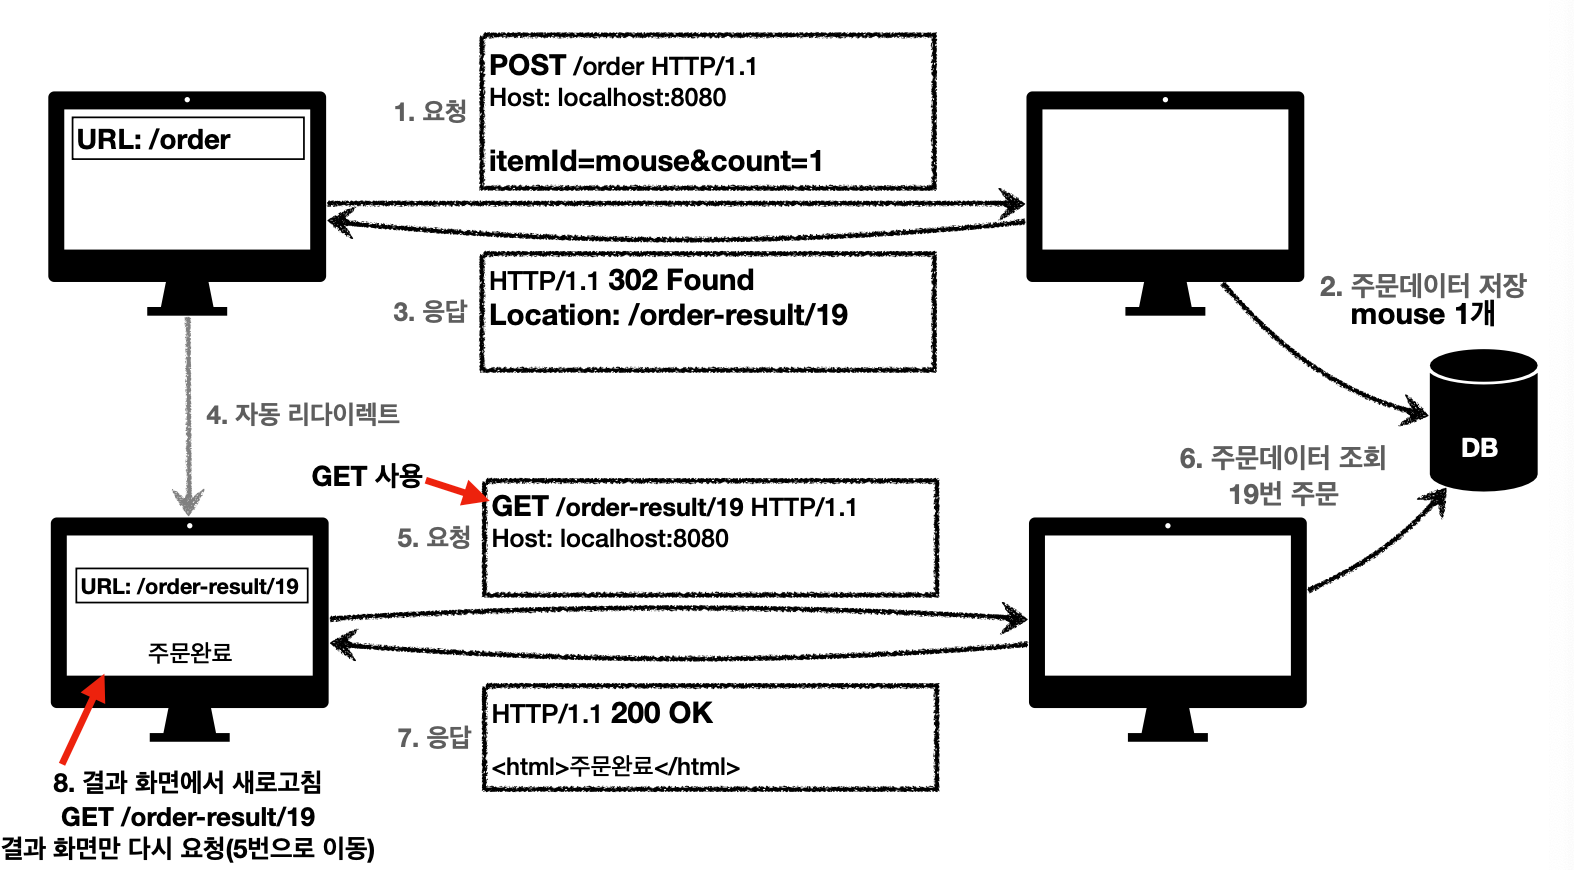 POST /order HTTP/1.1
Host: localhost:8080
itemId=mouse&count=1
1. 요청
URL: /order
HTTP/1.1 302 Found
Location: /order-result/19
3. 응답
2. 주문데이터 저장
mouse 1개
DB
4. 자동 리다이렉트
GET 사용
GET /order-result/19 HTTP/1.1
Host: localhost:8080
5. 요청
6. 주문데이터 조회
19번 주문
URL: /order-result/19
주문완료
HTTP/1.1 200 OK
<html>주문완료</html>
7. 응답
8. 결과 화면에서 새로고침
GET /order-result/19
결과 화면만 다시 요청(5번으로 이동)